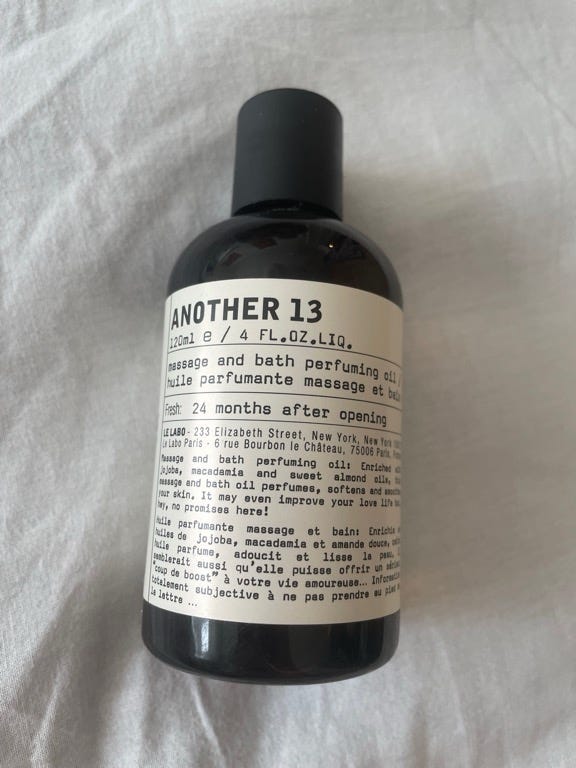 ANOTHER 13
120ml e / 4 FL.OZ.LIQ.
massage and bath perfuming oil /
huile parfumante massage et bain
Fresh: 24 months after opening
LE LABO - 233 Elizabeth Street, New York, New York
Le Labo Paris - 6 rue Bourbon le Château, 75006 Paris,
Massage and bath perfuming oil: Enriched with
jojoba, macadamia and sweet almond oils,
massage and bath oil perfumes, softens and smoothes
your skin. It may even improve your love life
hey, no promises here!
Huile parfumante massage et bain: Enrichie
huiles de jojoba, macadamia et amande douce,
huile parfume, adoucit et lisse la peau.
semblerait aussi qu'elle puisse offrir un
"coup de boost" à votre vie amoureuse... Information
totalement subjective à ne pas prendre au pied
la lettre ...